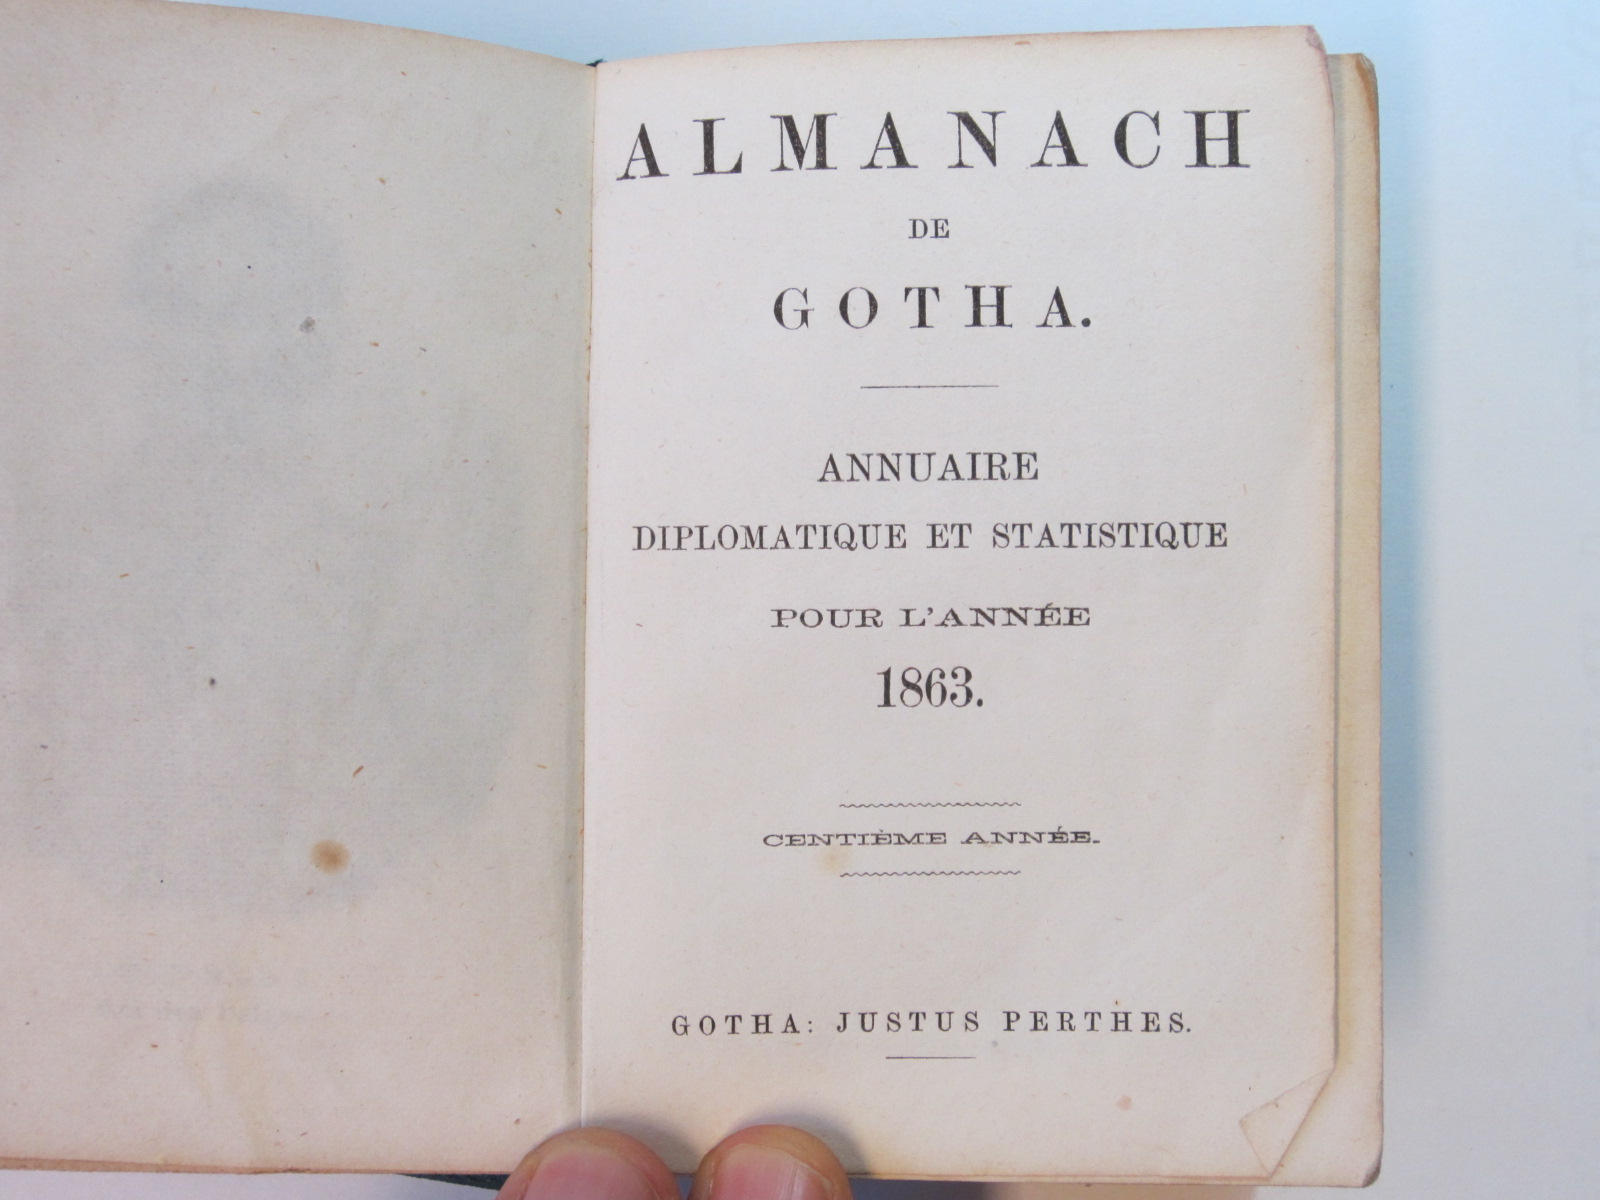 ALMANACH
DE
GOTHA.
ANNUAIRE
DIPLOMATIQUE ET STATISTIQUE
POUR L'ANNÉE
1863.
CENTIÈME ANNÉE.
GOTHA: JUSTUS PERTHES.